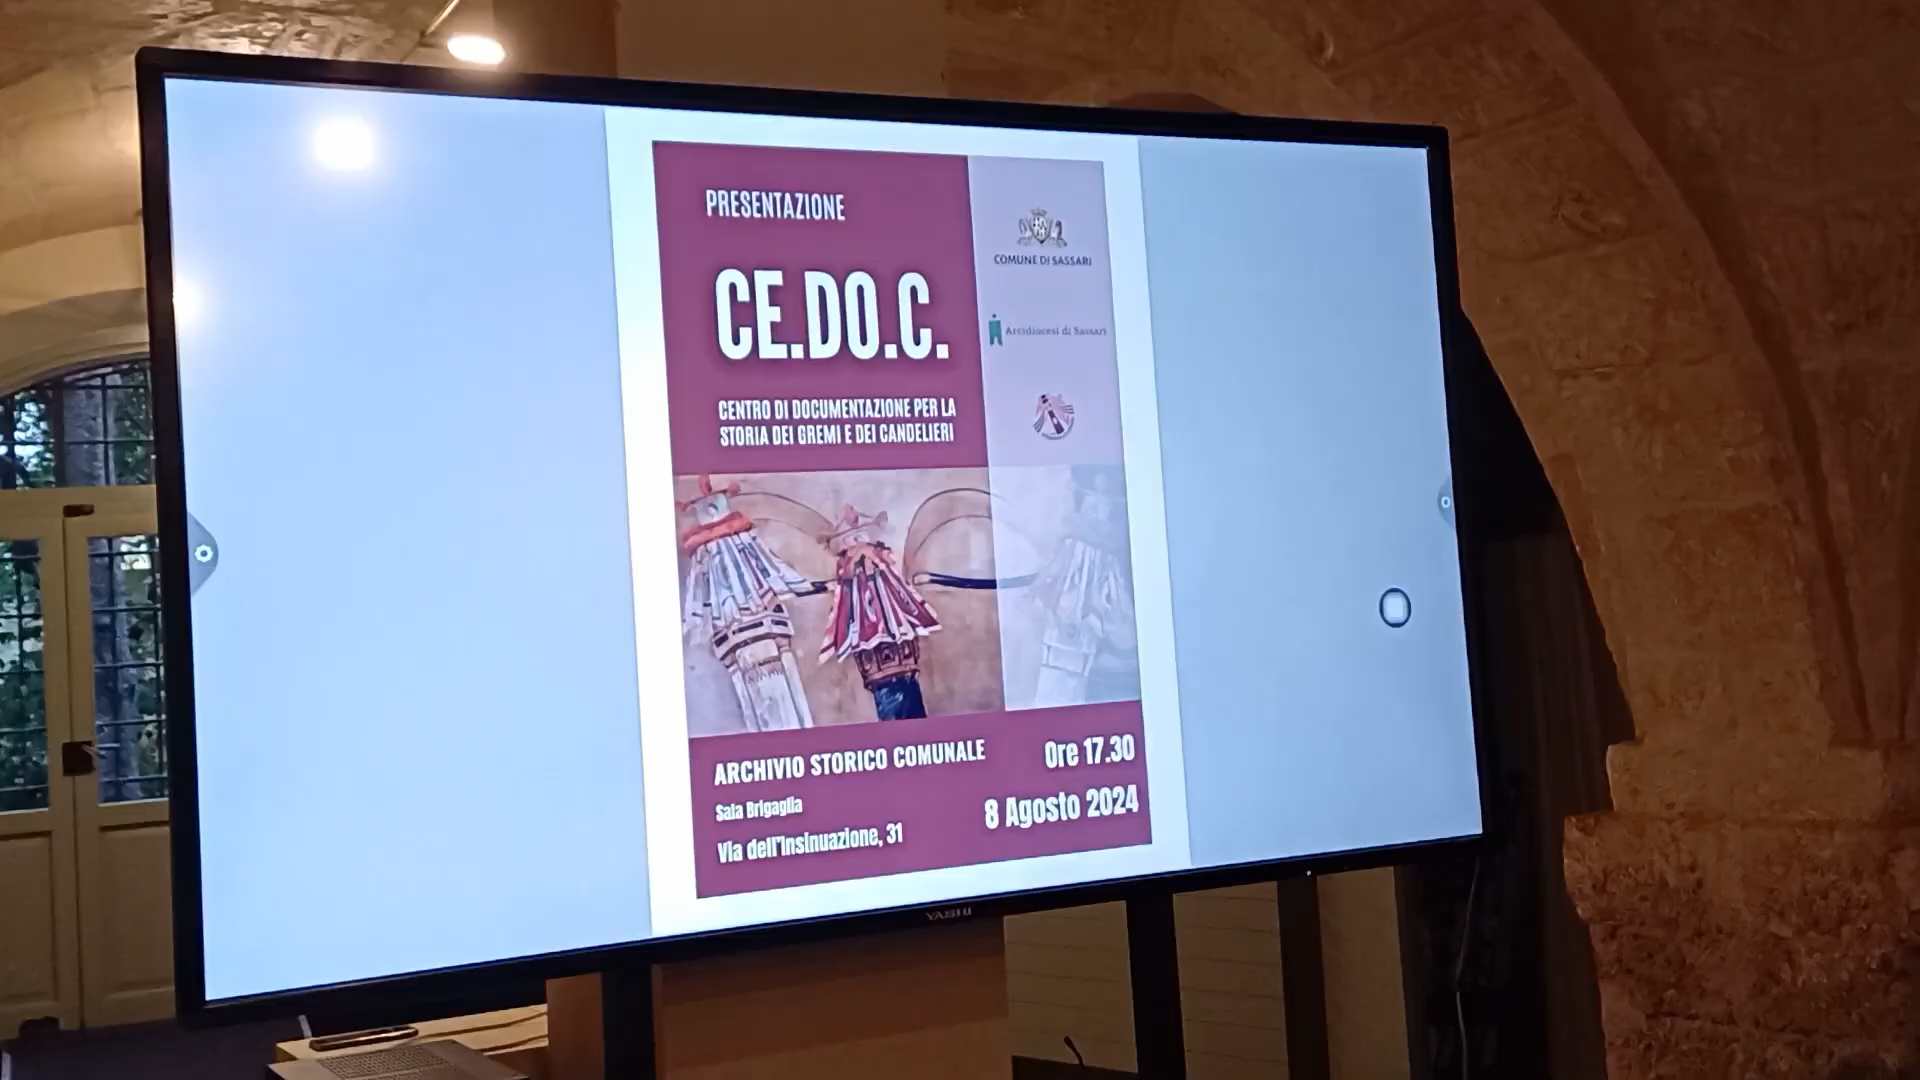 PRESENTAZIONE
CE.DO.C.
CENTRO DI DOCUMENTAZIONE PER LA
STORIA DEI GREMI E DEI CANDELIERI
COMUNE DI SASSARI
Arcidiocesi di Sassari
ARCHIVIO STORICO COMUNALE
Sala Brigaglia
Via dell'Insinuazione, 31
Ore 17.30
8 Agosto 2024
YASHI